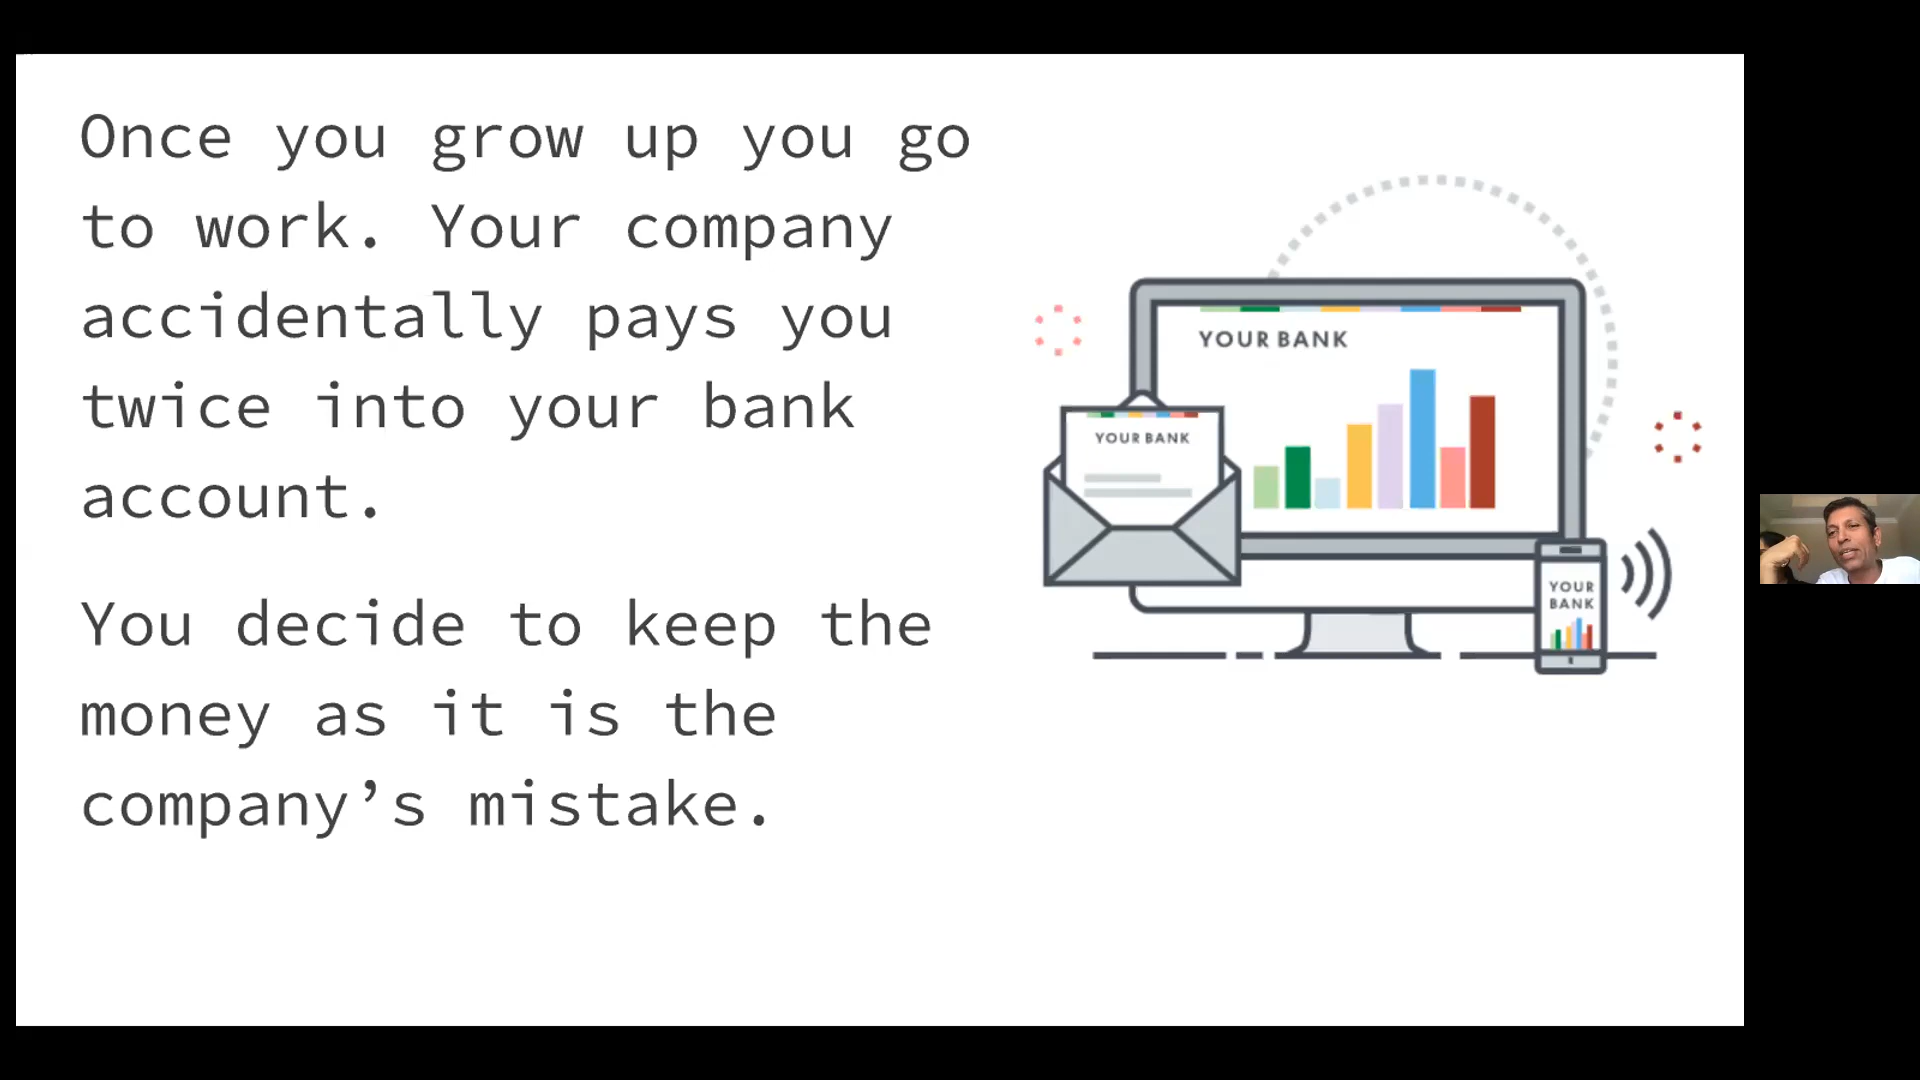 Once you grow up you go
to work. Your company
accidentally pays you
twice into your bank
account.
You decide to keep the
money as it is the
company’s mistake.
YOUR BANK
YOUR BANK
YOUR
BANK